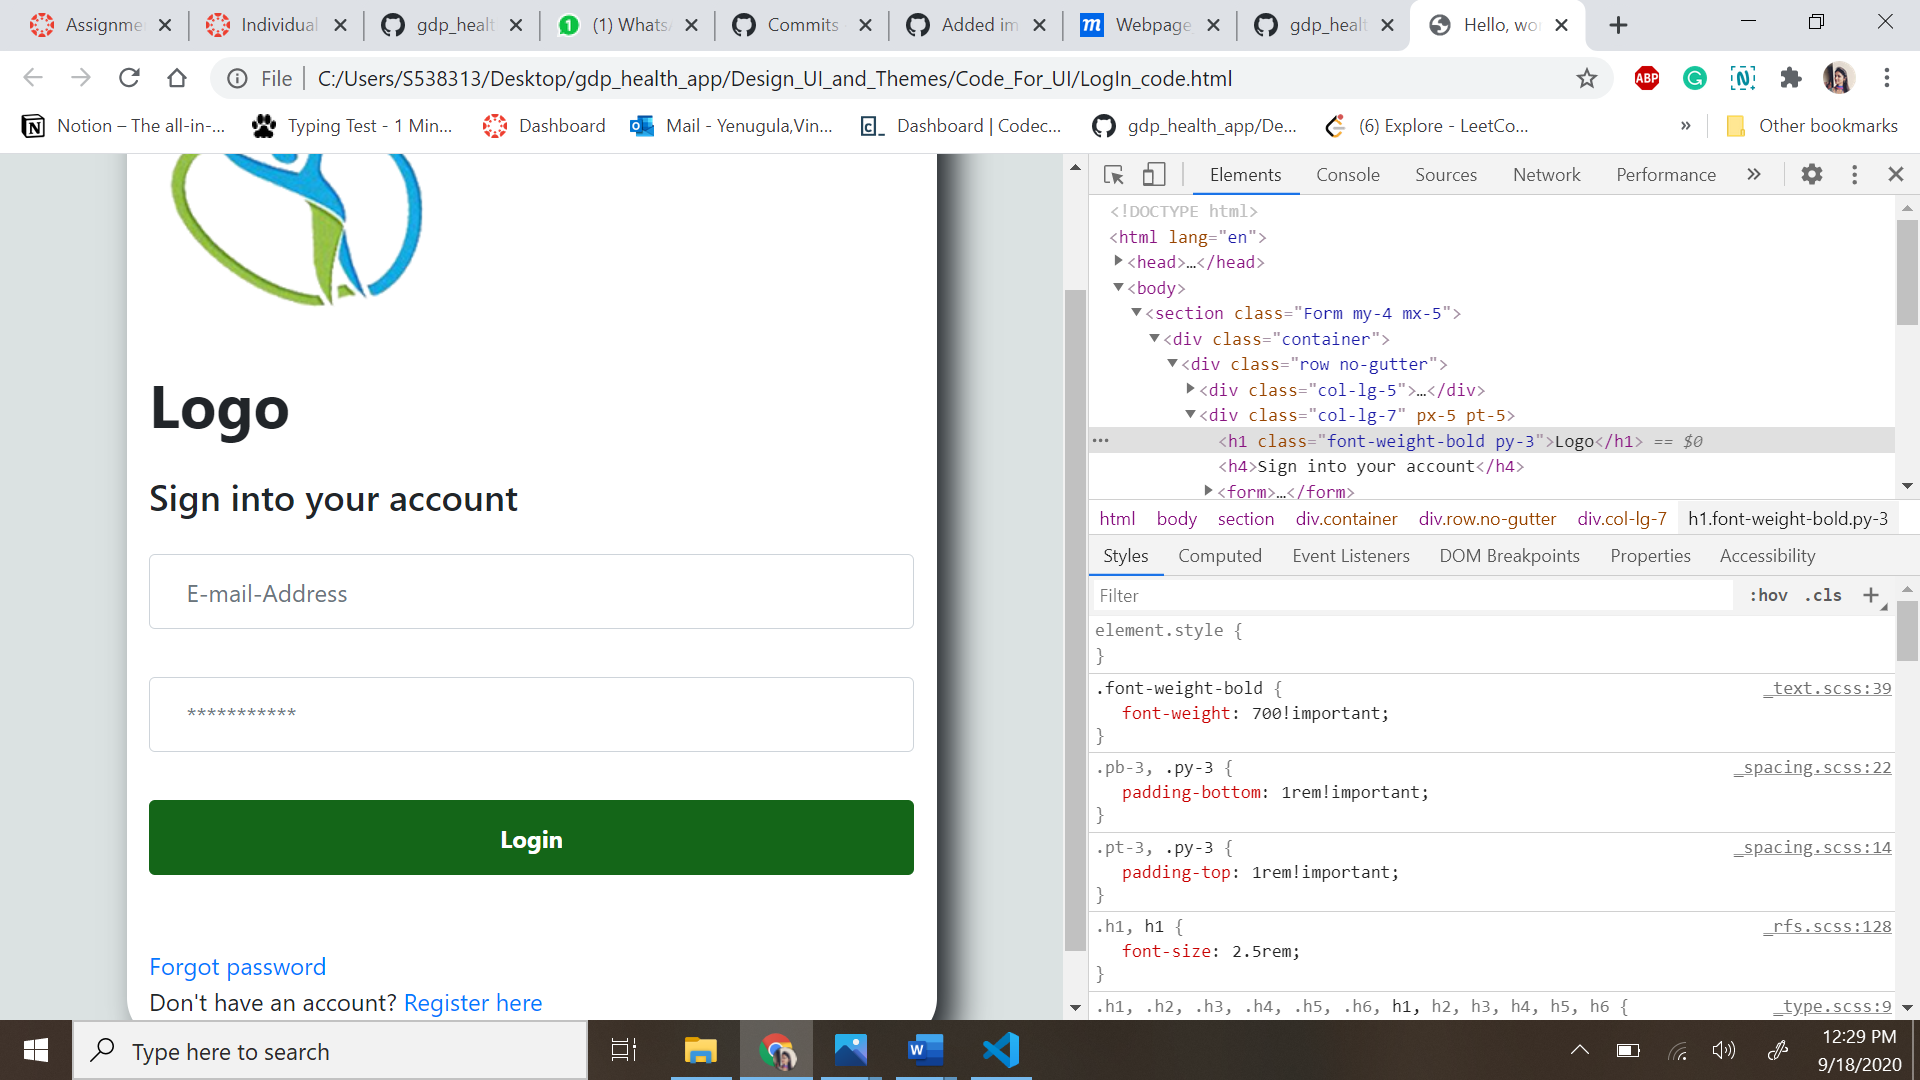 Assignme
Individual
gdp_healt
(1) Whats
Commits
Added im
Webpage
gdp_healt
Hello, wo
File
C:/Users/S538313/Desktop/gdp_health_app/Design_UI_and_Themes/Code_For_UI/LogIn_code.html
ABP
Notion – The all-in-...
Typing Test - 1 Min...
Dashboard
Mail - Yenugula,Vin...
Dashboard | Codec...
gdp_health_app/De...
(6) Explore - LeetCo...
»
Other bookmarks
Logo
Sign into your account
E-mail-Address
***********
Login
Forgot password
Don't have an account? Register here
Elements
Console
Sources
Network
Performance
»
<!DOCTYPE html>
<html lang="en">
<head>…</head>
<body>
<section class="Form my-4 mx-5">
<div class="container">
<div class="row no-gutter">
<div class="col-lg-5">…</div>
<div class="col-lg-7" px-5 pt-5>
<h1 class="font-weight-bold py-3">Logo</h1> == $0
<h4>Sign into your account</h4>
<form>…</form>
html body section div.container div.row.no-gutter div.col-lg-7 h1.font-weight-bold.py-3
Styles
Computed
Event Listeners
DOM Breakpoints
Properties
Accessibility
Filter
:hov .cls +
element.style {
}
.font-weight-bold { _text.scss:39
font-weight: 700!important;
}
.pb-3, .py-3 { _spacing.scss:22
padding-bottom: 1rem!important;
}
.pt-3, .py-3 { _spacing.scss:14
padding-top: 1rem!important;
}
.h1, h1 { _rfs.scss:128
font-size: 2.5rem;
}
.h1, .h2, .h3, .h4, .h5, .h6, h1, h2, h3, h4, h5, h6 { _type.scss:9
Type here to search
12:29 PM
9/18/2020